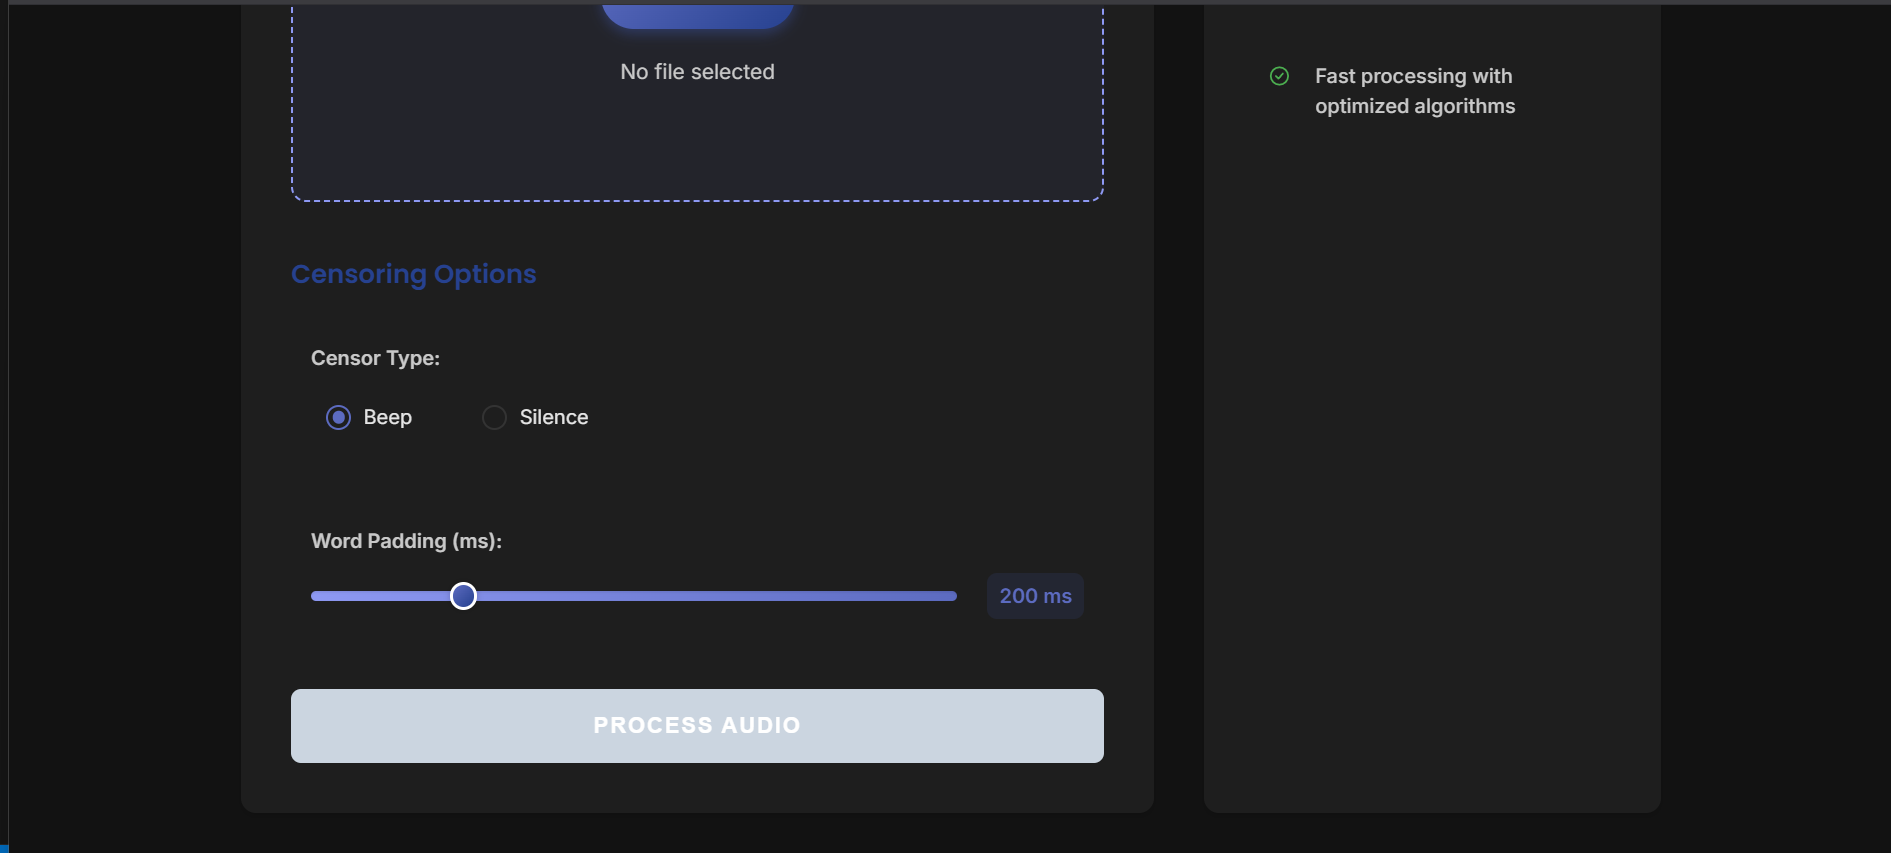 No file selected
Censoring Options
Censor Type:
Beep
Silence
Word Padding (ms):
200 ms
PROCESS AUDIO
Fast processing with
optimized algorithms